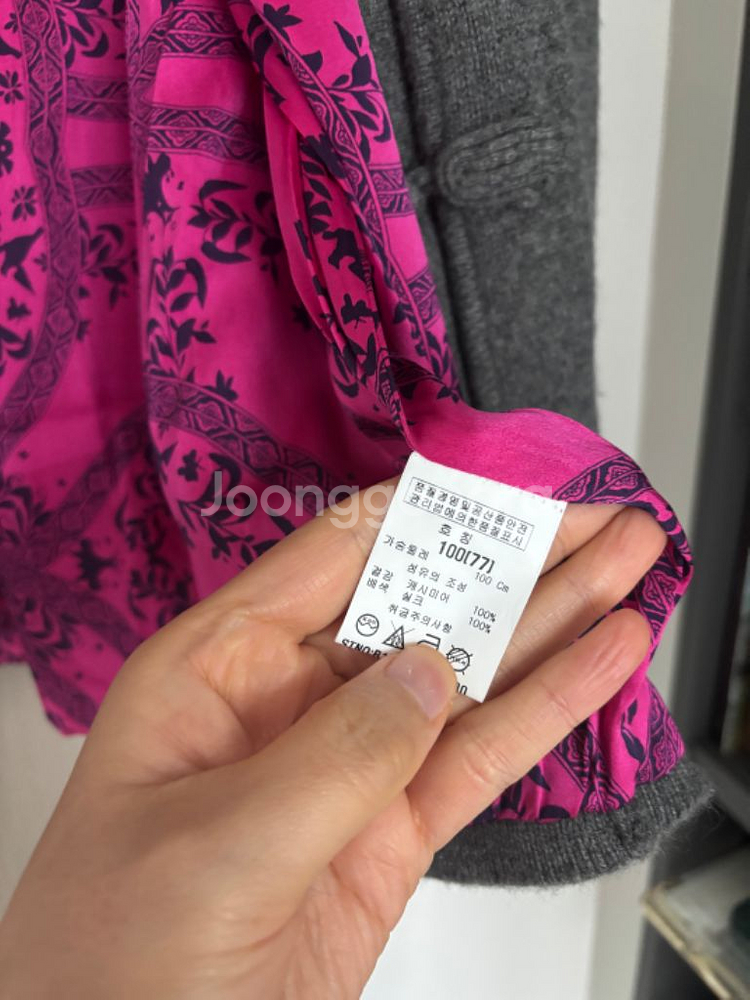 품질경영및공산품안전
관리법에의한품질표시
호 칭
100(77)
가슴둘레 100 Cm
섬유의 조성
겉감 캐시미어 100%
배색 실크 100%
취급주의사항
STNO:
Joongg